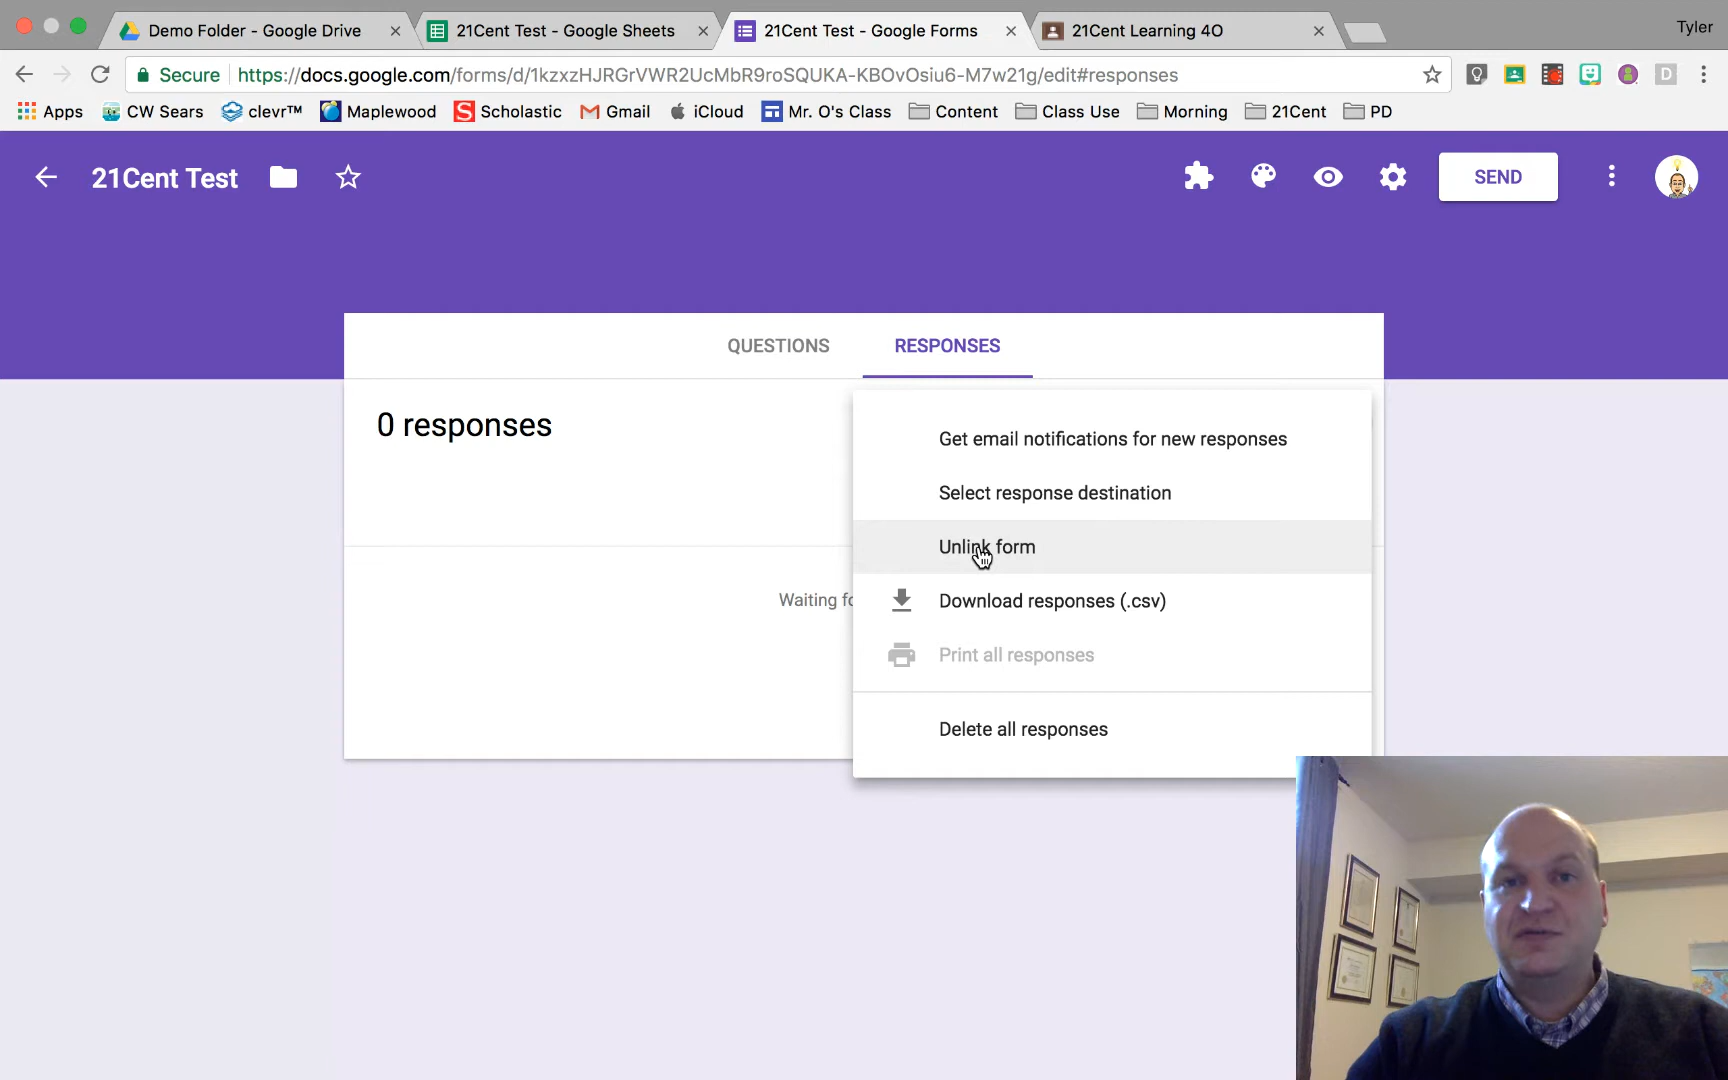 Demo Folder - Google Drive
21Cent Test - Google Sheets
21Cent Test - Google Forms
21Cent Learning 4O
Tyler
Secure
https://docs.google.com/forms/d/1kzxzHJRGrVWR2UcMbR9roSQUKA-KBOvOsiu6-M7w21g/edit#responses
D
Apps
CW Sears
clevr™
Maplewood
S
Scholastic
Gmail
iCloud
Mr. O's Class
Content
Class Use
Morning
21Cent
PD
21Cent Test
SEND
QUESTIONS
RESPONSES
0 responses
Get email notifications for new responses
Select response destination
Unlink form
Waiting fo
Download responses (.csv)
Print all responses
Delete all responses